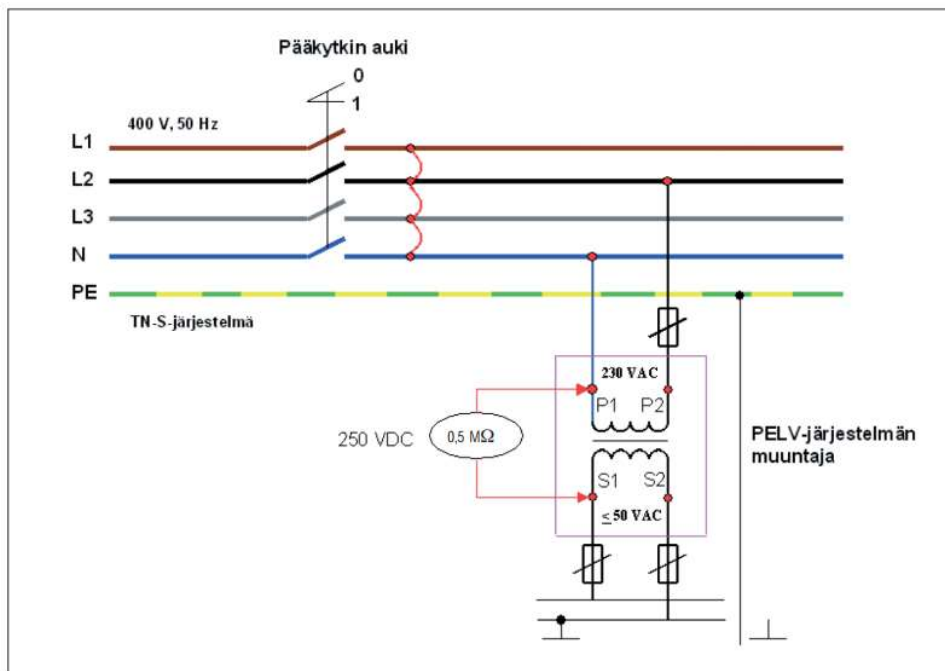 Pääkytkin auki
0
1
400 V, 50 Hz
L1
L2
L3
N
PE
TN-S-järjestelmä
230 VAC
P1 P2
250 VDC
0,5 MΩ
PELV-järjestelmän
muuntaja
S1 S2
≤ 50 VAC